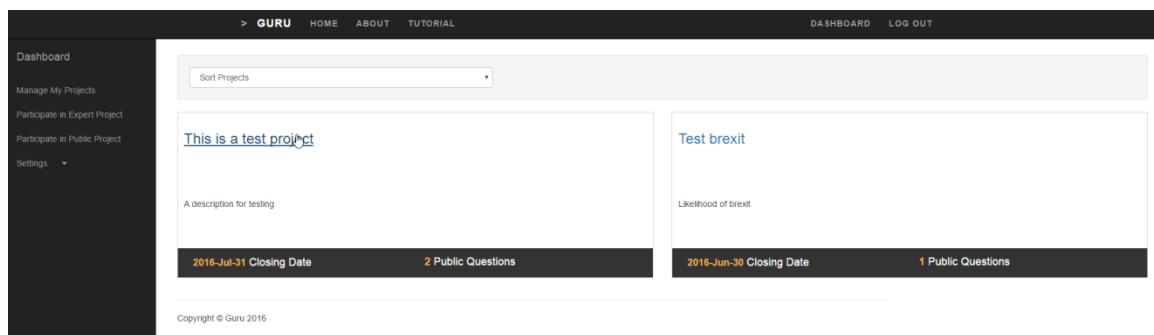 > GURU HOME ABOUT TUTORIAL DASHBOARD LOG OUT
Dashboard
Manage My Projects
Participate in Expert Project
Participate in Public Project
Settings
Sort Projects
This is a test project
A description for testing
2016-Jul-31 Closing Date 2 Public Questions
Test brexit
Likelihood of brexit
2016-Jun-30 Closing Date 1 Public Questions
Copyright © Guru 2016